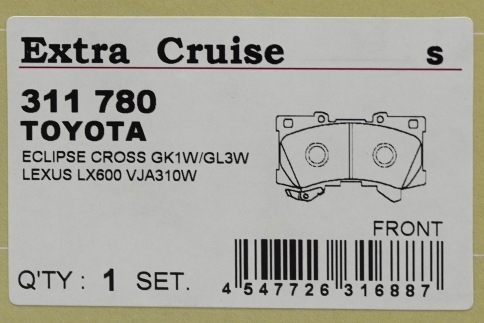 Extra Cruise S
311 780
TOYOTA
ECLIPSE CROSS GK1W/GL3W
LEXUS LX600 VJA310W
FRONT
Q'TY : 1 SET.
4 547726 316887